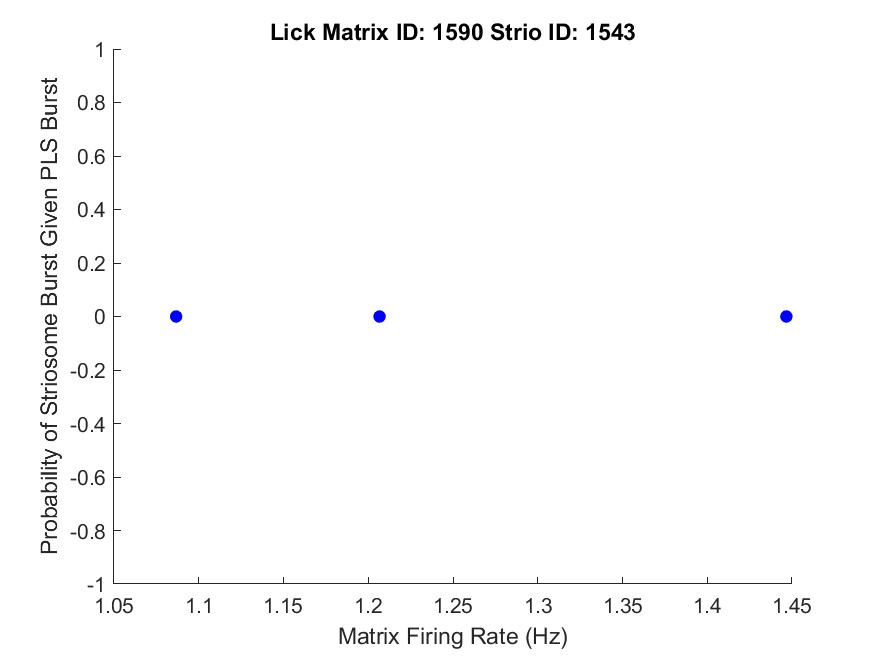 Lick Matrix ID: 1590 Strio ID: 1543
Probability of Striosome Burst Given PLS Burst
1
0.8
0.6
0.4
0.2
0
-0.2
-0.4
-0.6
-0.8
-1
1.05 1.1 1.15 1.2 1.25 1.3 1.35 1.4 1.45
Matrix Firing Rate (Hz)